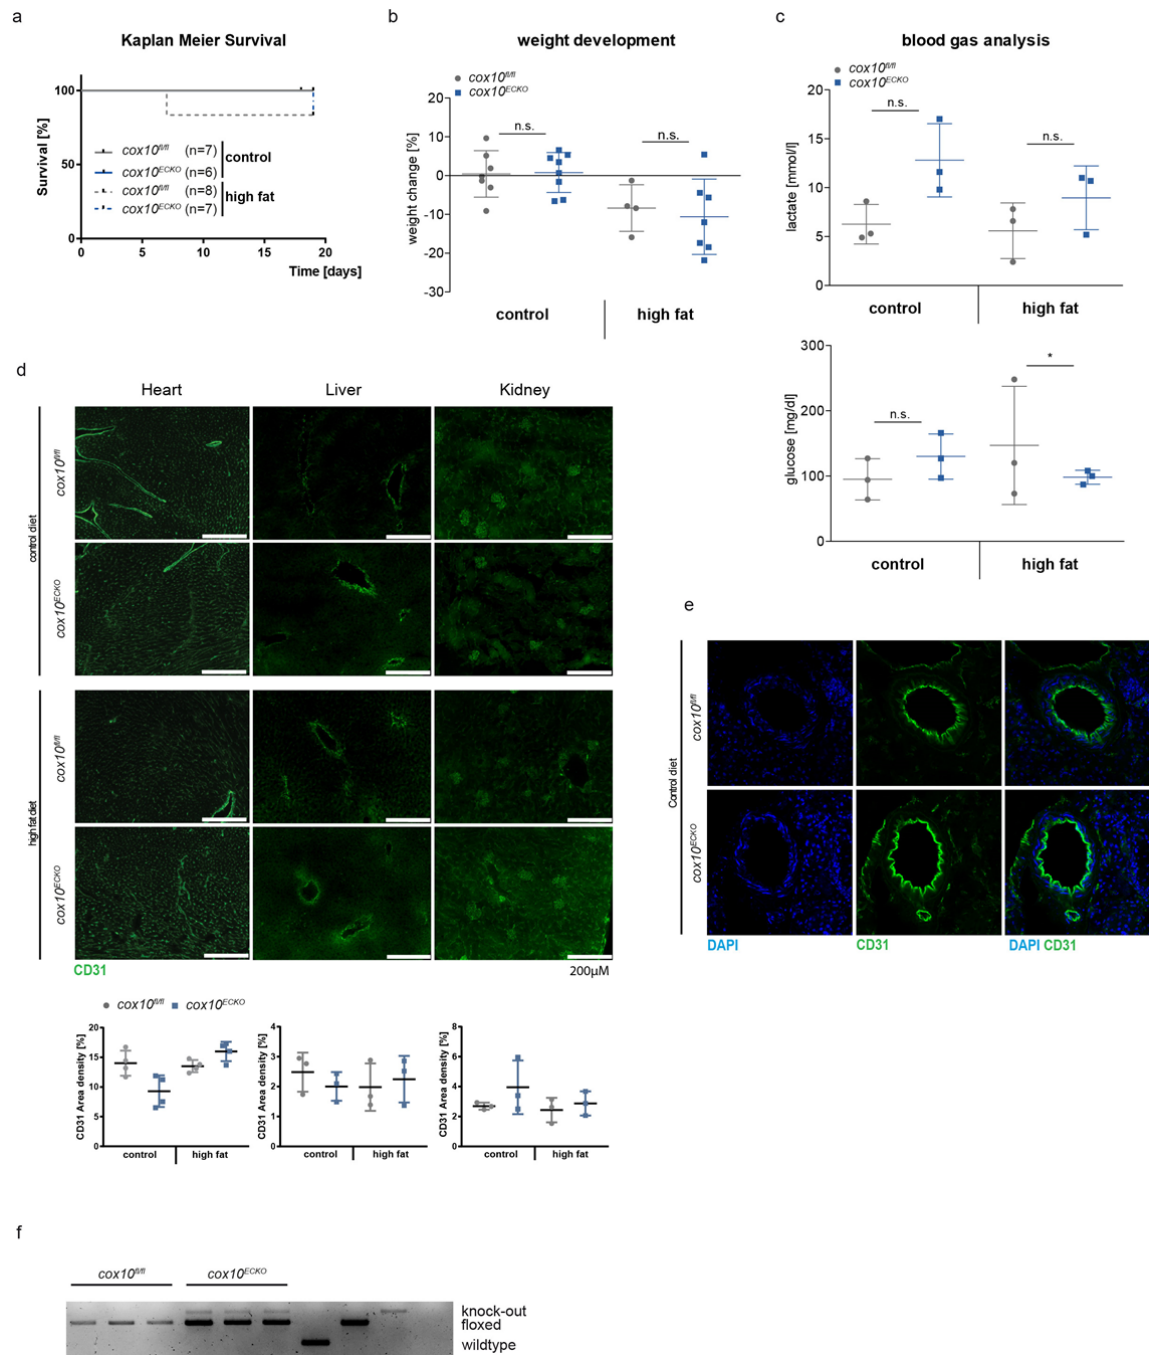 a
Kaplan Meier Survival
Survival [%]
100
50
0
0 5 10 15 20
Time [days]
cox10fl/fl (n=7)
cox10ECKO (n=6)
control
cox10fl/fl (n=8)
cox10ECKO (n=7)
high fat
b
weight development
cox10fl/fl
cox10ECKO
weight change [%]
20
10
0
-10
-20
-30
n.s.
n.s.
control
high fat
c
blood gas analysis
cox10fl/fl
cox10ECKO
lactate [mmol/l]
20
15
10
5
0
n.s.
n.s.
control
high fat
glucose [mg/dl]
300
200
100
0
n.s.
*
control
high fat
d
Heart Liver Kidney
control diet
cox10fl/fl
cox10ECKO
high fat diet
cox10fl/fl
cox10ECKO
CD31
200µM
cox10fl/fl cox10ECKO
CD31 Area density [%]
20
15
10
5
0
control high fat
CD31 Area density [%]
4
3
2
1
0
control high fat
CD31 Area density [%]
8
6
4
2
0
control high fat
e
Control diet
cox10fl/fl
cox10ECKO
DAPI CD31 DAPI CD31
f
cox10fl/fl cox10ECKO
knock-out
floxed
wildtype